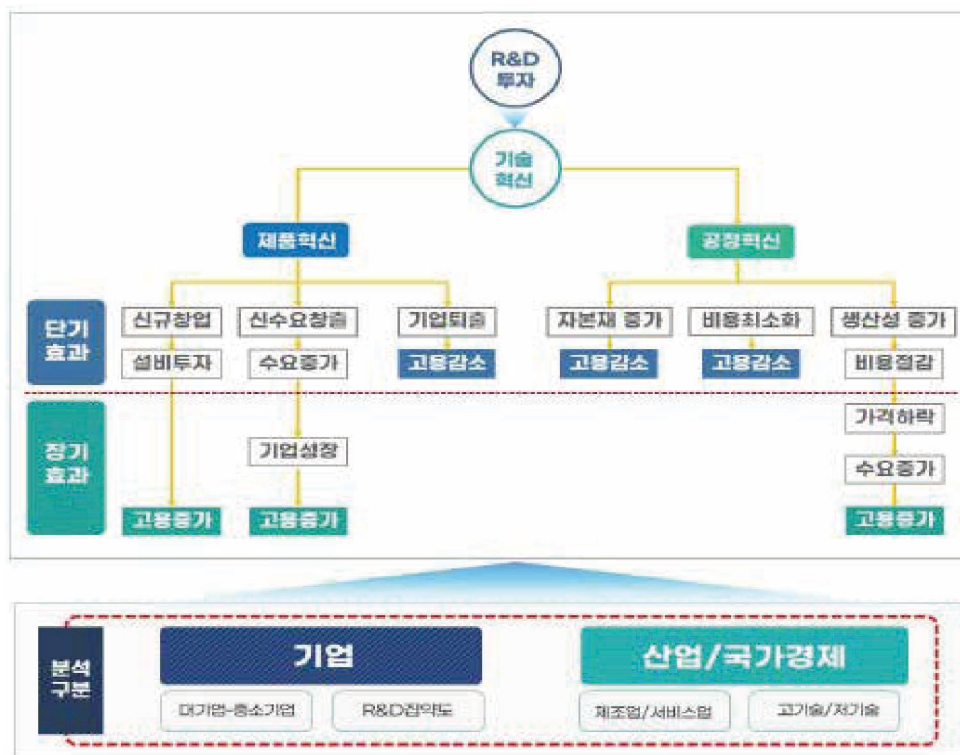 R&D
투자
기술
혁신
제품혁신
공정혁신
단기
효과
신규창업
신수요창출
기업퇴출
자본재 증가
비용최소화
생산성 증가
설비투자
수요증가
고용감소
고용감소
고용감소
비용절감
장기
효과
가격하락
기업성장
수요증가
고용증가
고용증가
고용증가
분석
구분
기업
산업/국가경제
대기업-중소기업
R&D집약도
제조업/서비스업
고기술/저기술